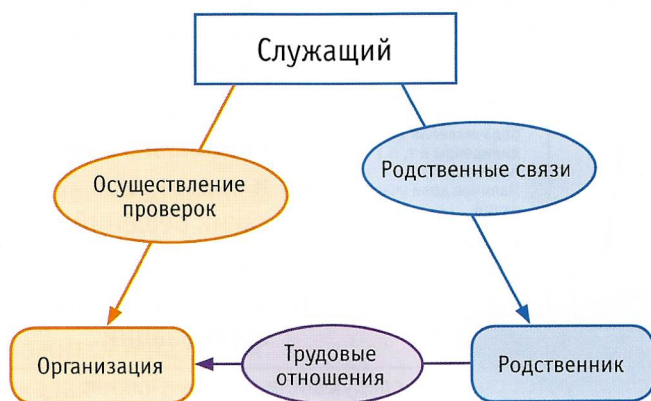 Служащий
Осуществление
проверок
Родственные связи
Организация
Трудовые
отношения
Родственник